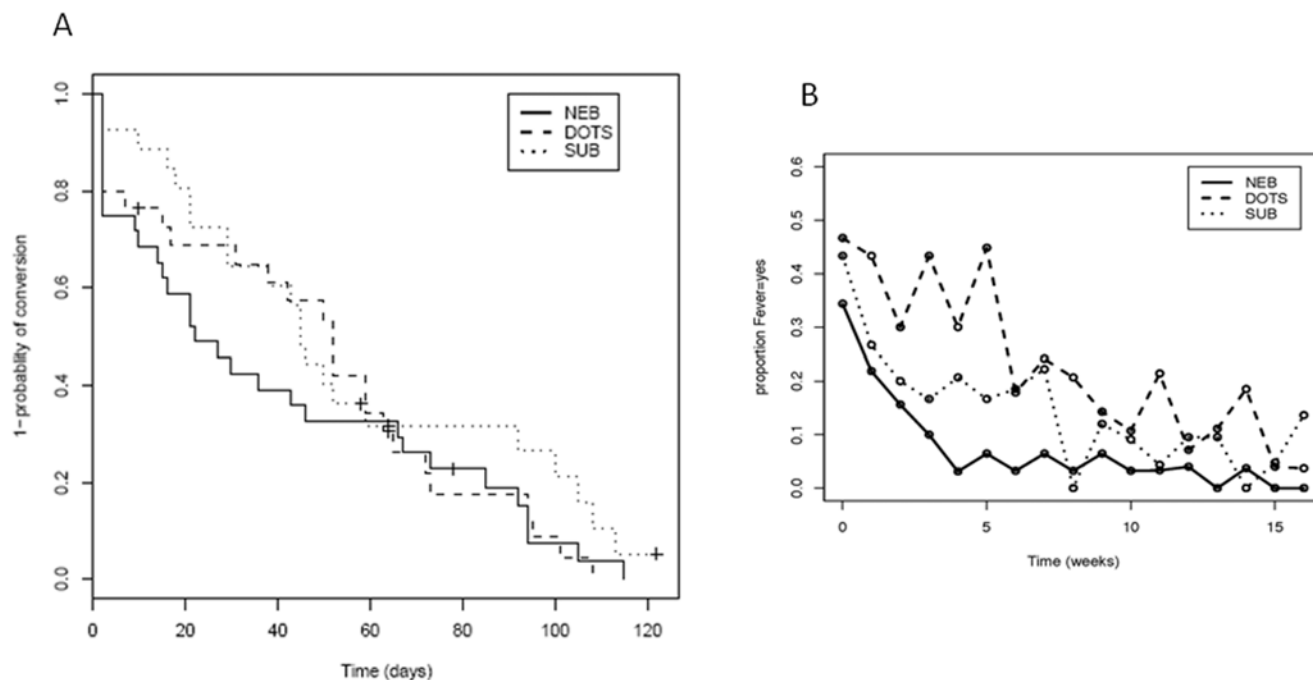 A
1-probablity of conversion
1.0
0.8
0.6
0.4
0.2
0.0
NEB
DOTS
SUB
0 20 40 60 80 100 120
Time (days)
B
proportion Fever=yes
0.6
0.5
0.4
0.3
0.2
0.1
0.0
NEB
DOTS
SUB
0 5 10 15
Time (weeks)